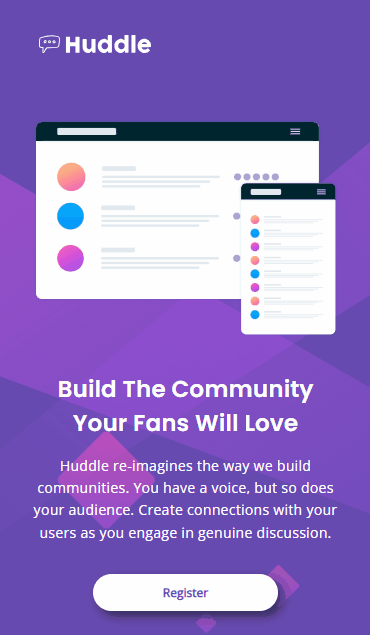 Huddle
Build The Community
Your Fans Will Love
Huddle re-imagines the way we build
communities. You have a voice, but so does
your audience. Create connections with your
users as you engage in genuine discussion.
Register